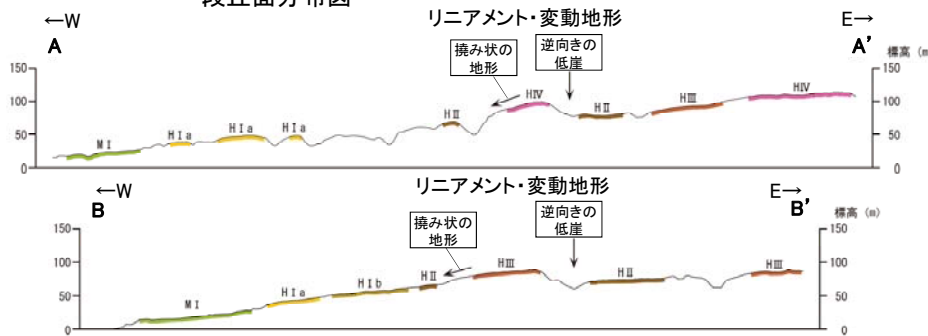 段丘面分布図
リニアメント・変動地形
←W
E→
A
A'
標高 (m)
撓み状の
地形
逆向きの
低崖
150
100
50
0
150
100
50
0
MⅠ
HⅠa
HⅠa
HⅠa
HⅡ
HⅣ
HⅡ
HⅢ
HⅣ
リニアメント・変動地形
←W
E→
B
B'
標高 (m)
撓み状の
地形
逆向きの
低崖
150
100
50
0
150
100
50
0
MⅠ
HⅠa
HⅠb
HⅡ
HⅢ
HⅡ
HⅢ